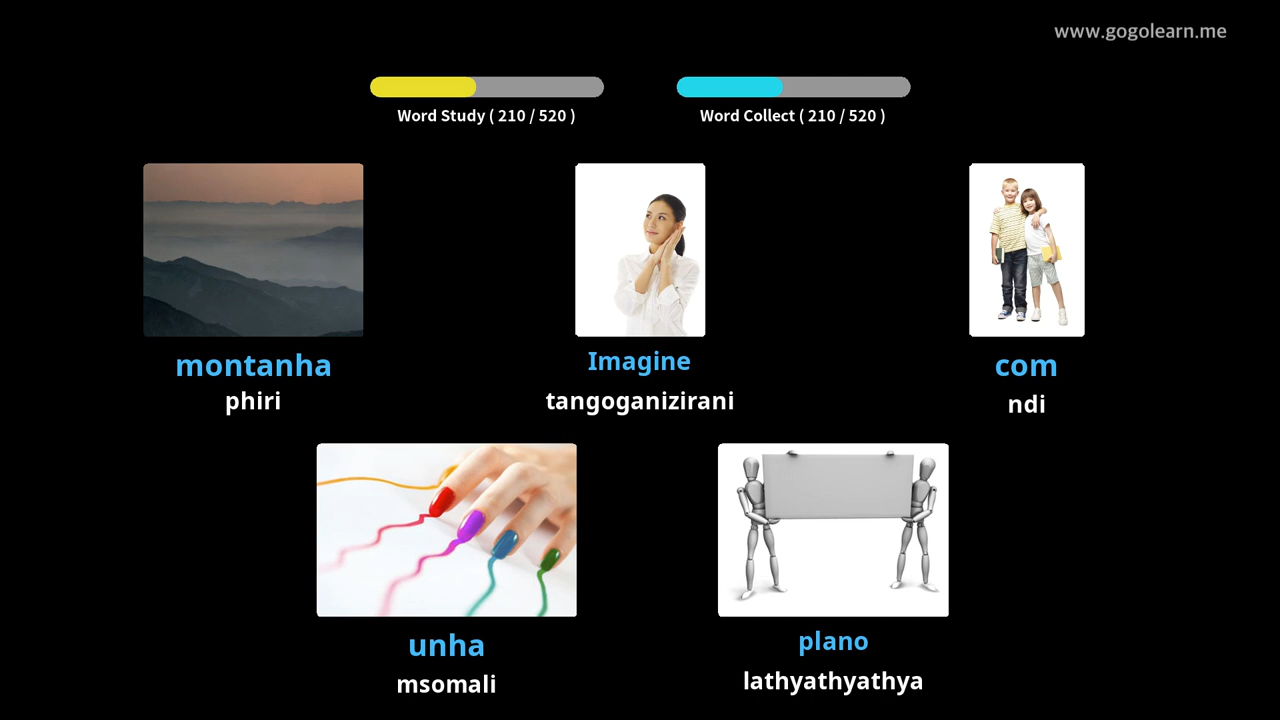 www.gogolearn.me
Word Study ( 210 / 520 )
Word Collect ( 210 / 520 )
montanha
phiri
Imagine
tangoganizirani
com
ndi
unha
msomali
plano
lathyathyathya